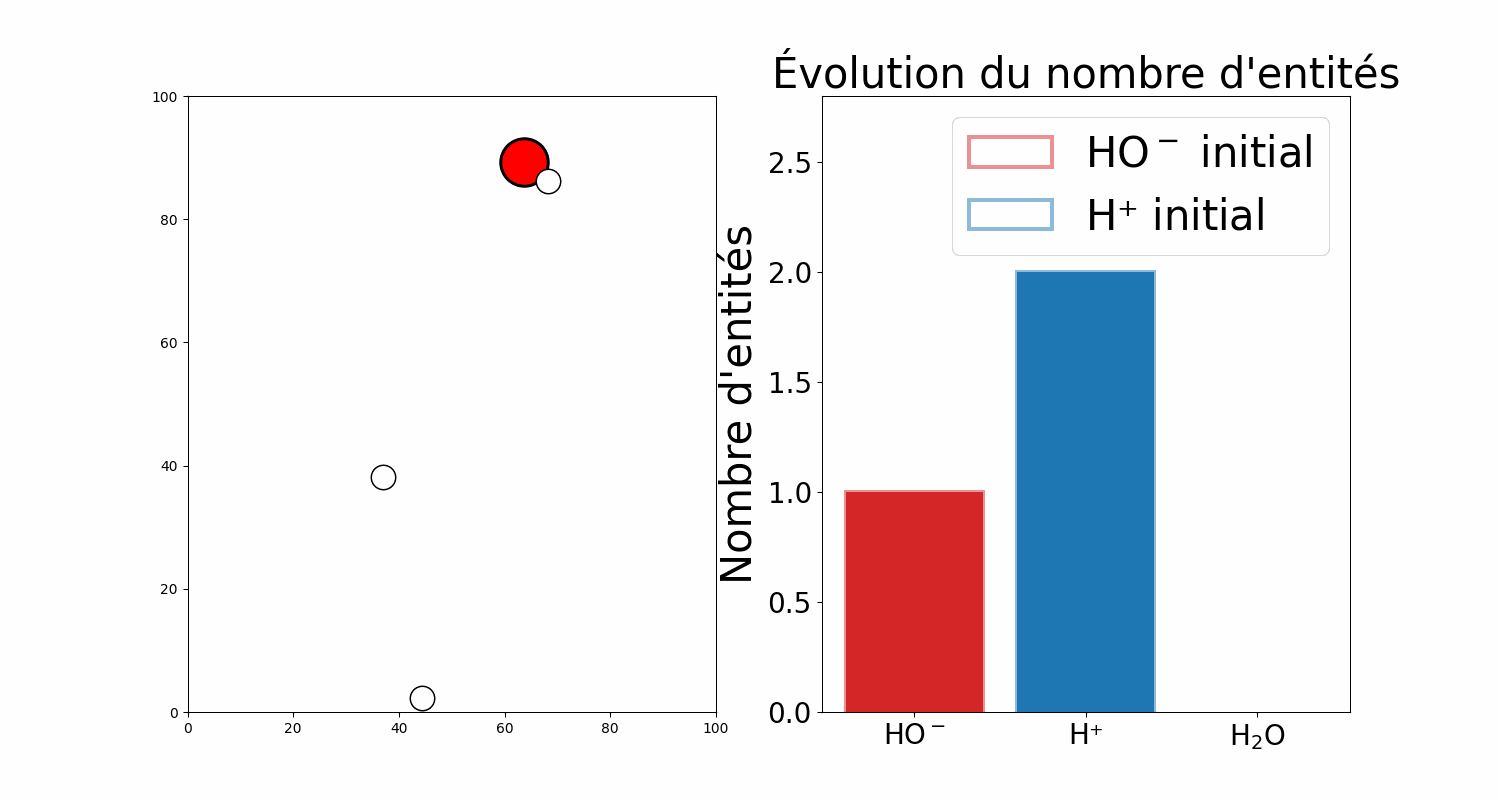 100
80
60
40
20
0
0 20 40 60 80 100
Évolution du nombre d'entités
Nombre d'entités
HO⁻ initial
H⁺ initial
2.5
2.0
1.5
1.0
0.5
0.0
HO⁻ H⁺ H₂O